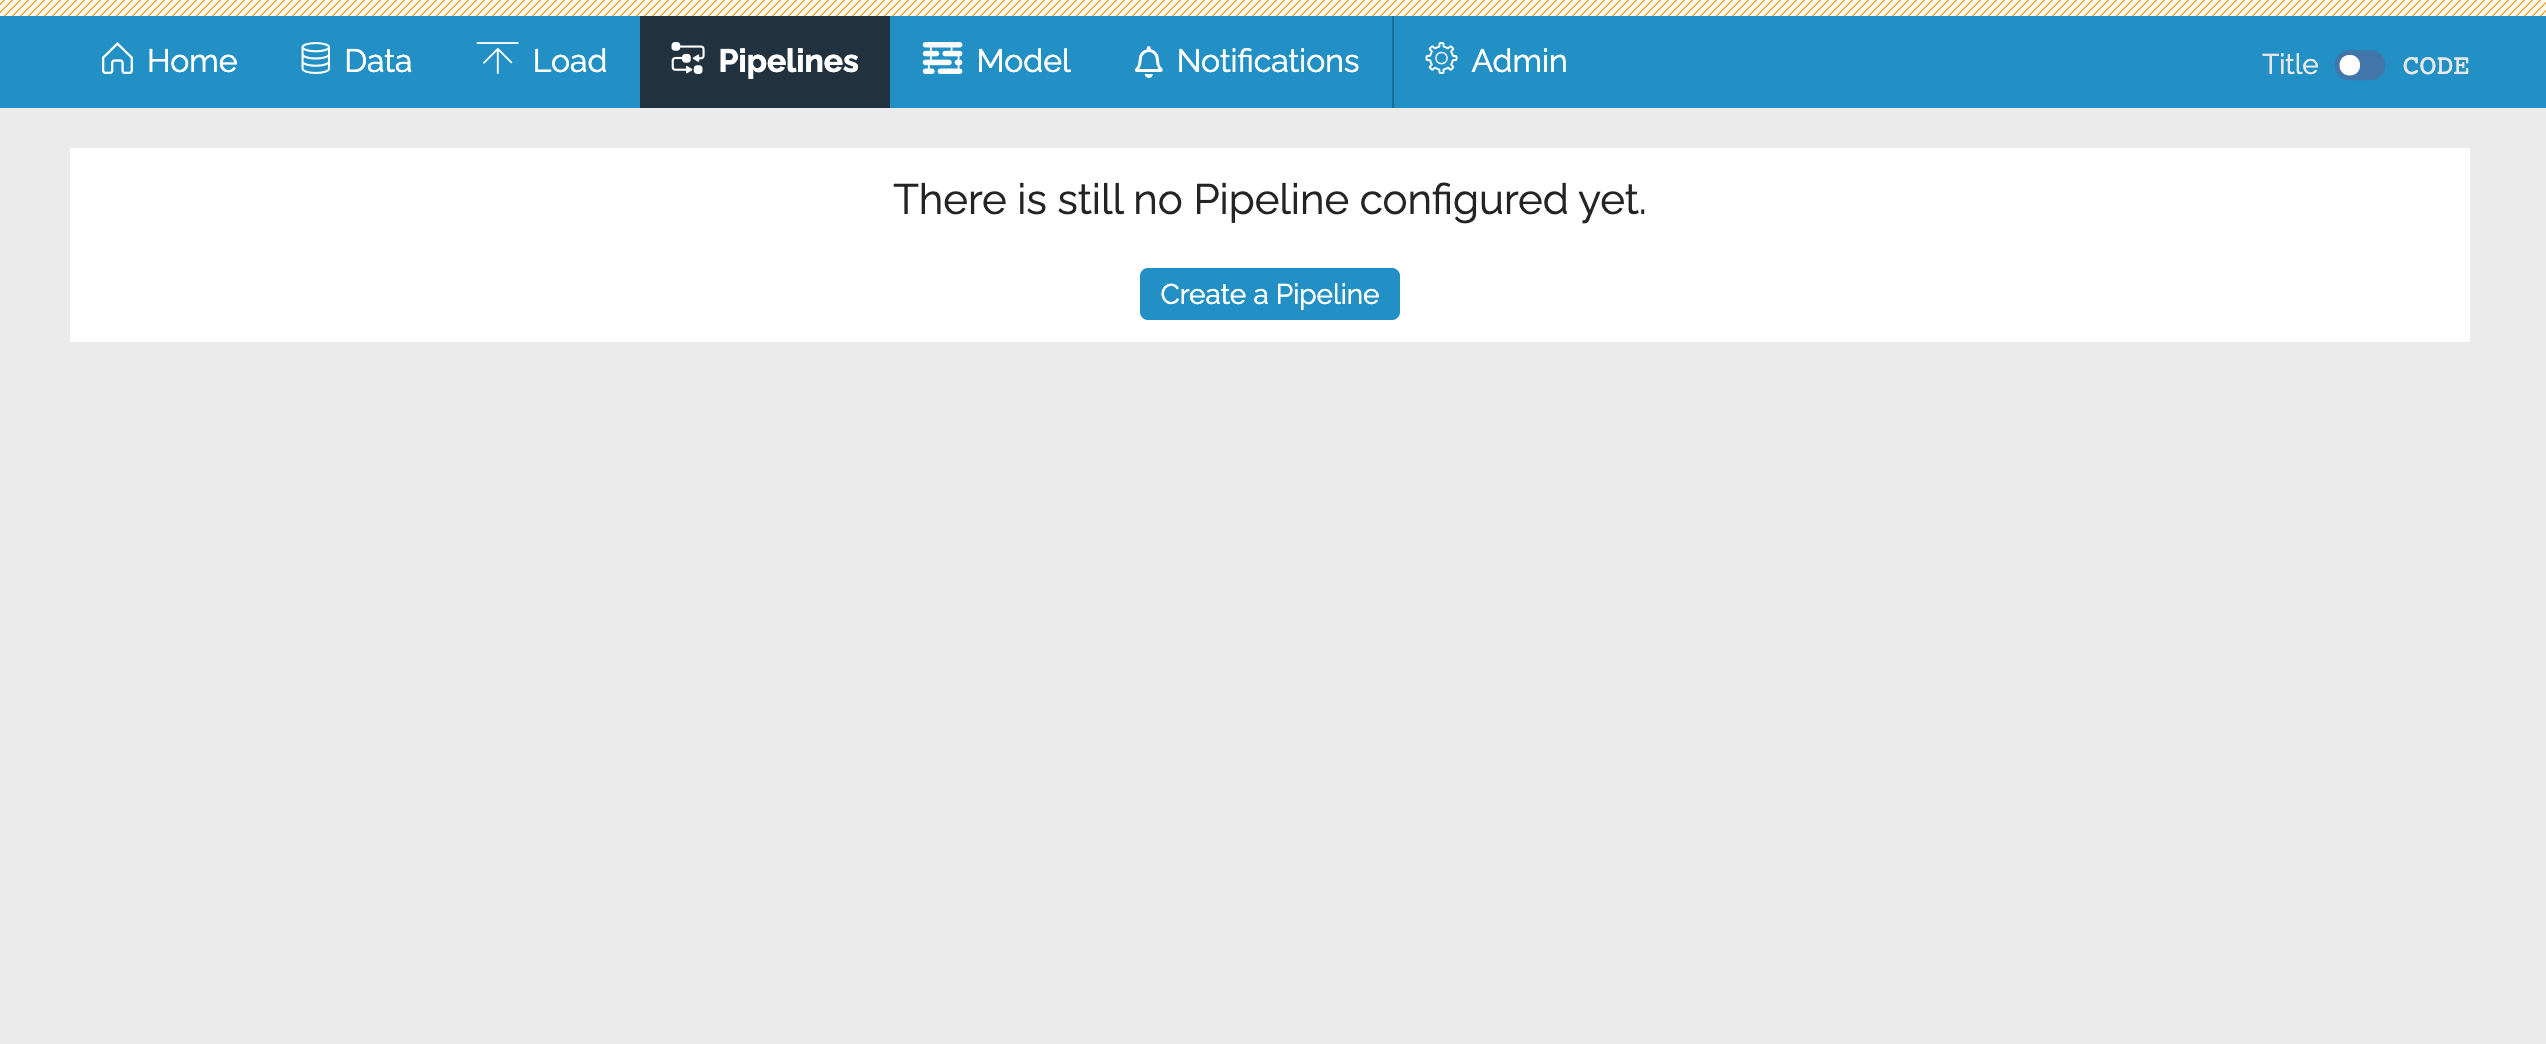 Home Data Load Pipelines Model Notifications Admin Title CODE
There is still no Pipeline configured yet.
Create a Pipeline